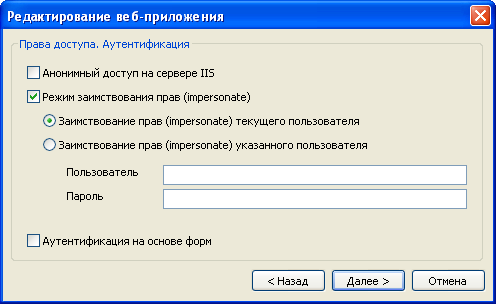 Редактирование веб-приложения
Права доступа. Аутентификация
Анонимный доступ на сервере IIS
Режим заимствования прав (impersonate)
Заимствование прав (impersonate) текущего пользователя
Заимствование прав (impersonate) указанного пользователя
Пользователь
Пароль
Аутентификация на основе форм
< Назад Далее > Отмена